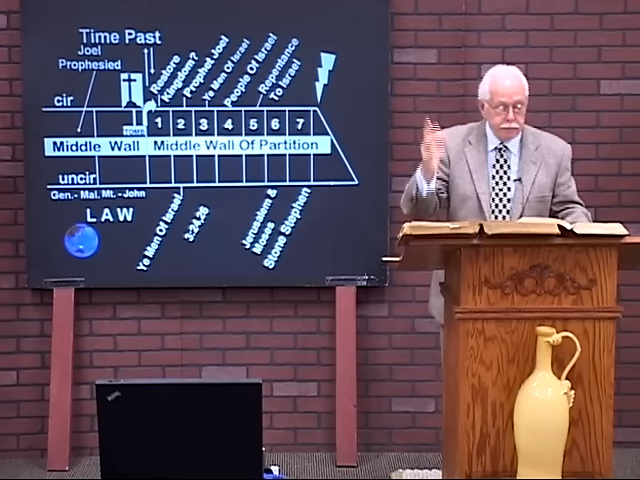 Time Past
Joel
Prophesied
Restore
Kingdom?
Prophet Joel
Ye Men Of Israel
People Of Israel
Repentance
To Israel
cir
1 2 3 4 5 6 7
TOMB
Middle Wall
Middle Wall Of Partition
uncir
Gen.- Mal. Mt. - John
LAW
Ye Men Of Israel
3:24,26
Jerusalem &
Moses
Stone Stephen